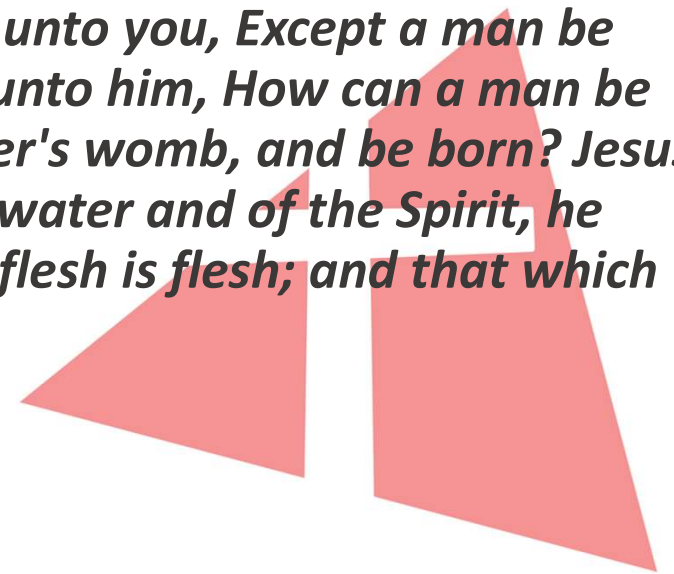 unto you, Except a man be
unto him, How can a man be
er's womb, and be born? Jesus
water and of the Spirit, he
flesh is flesh; and that which